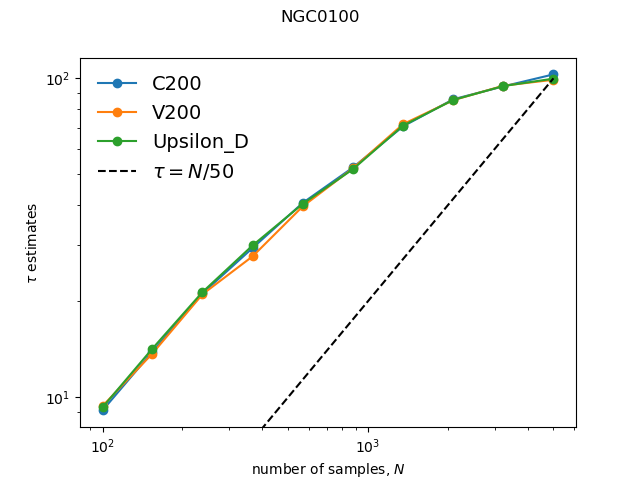 NGC0100
C200
V200
Upsilon_D
τ = N/50
10²
10¹
τ estimates
10² 10³
number of samples, N